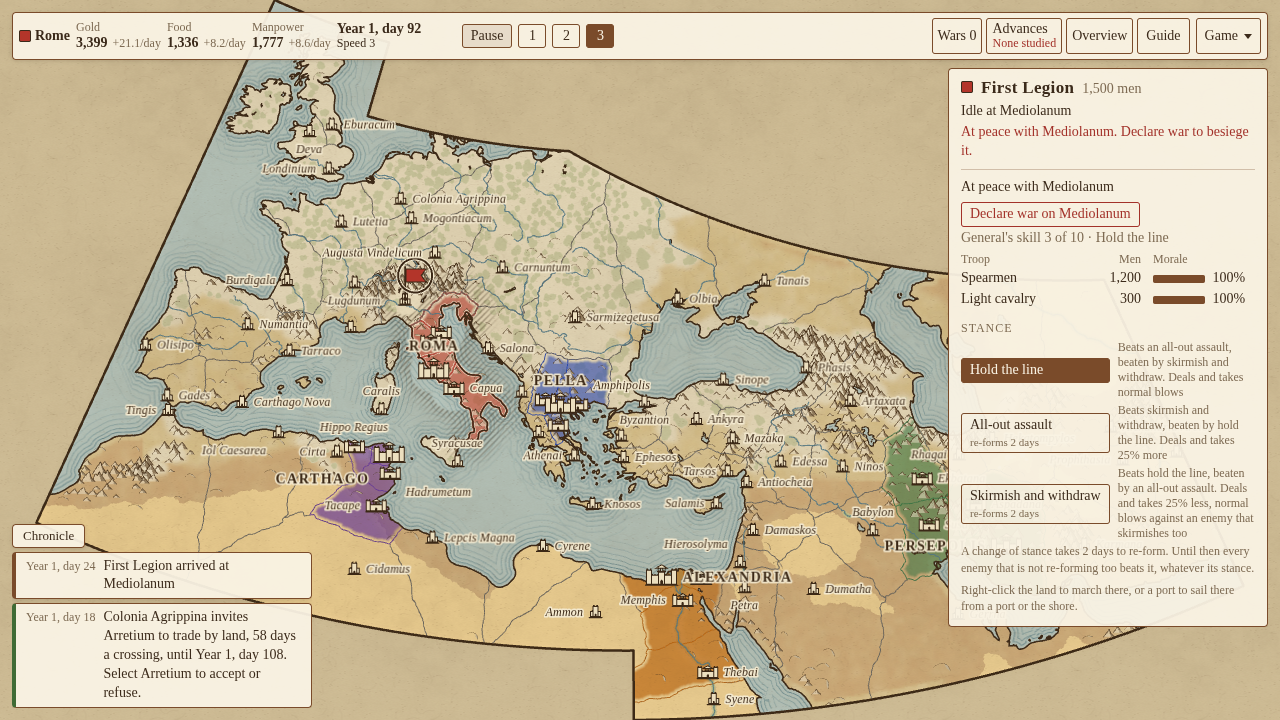 Rome
Gold
3,399 +21.1/day
Food
1,336 +8.2/day
Manpower
1,777 +8.6/day
Year 1, day 92
Speed 3
Pause
1
2
3
Wars 0
Advances
None studied
Overview
Guide
Game
First Legion 1,500 men
Idle at Mediolanum
At peace with Mediolanum. Declare war to besiege
it.
At peace with Mediolanum
Declare war on Mediolanum
General's skill 3 of 10 · Hold the line
Troop Men Morale
Spearmen 1,200 100%
Light cavalry 300 100%
STANCE
Hold the line
Beats an all-out assault,
beaten by skirmish and
withdraw. Deals and takes
normal blows
All-out assault
re-forms 2 days
Beats skirmish and
withdraw, beaten by hold
the line. Deals and takes
25% more
Skirmish and withdraw
re-forms 2 days
Beats hold the line, beaten
by an all-out assault. Deals
and takes 25% less, normal
blows against an enemy that
skirmishes too
A change of stance takes 2 days to re-form. Until then every
enemy that is not re-forming too beats it, whatever its stance.
Right-click the land to march there, or a port to sail there
from a port or the shore.
Eburacum
Deva
Londinium
Colonia Agrippina
Lutetia
Mogontiacum
Augusta Vindelicum
Carnuntum
Burdigala
Lugdunum
Tanais
Olbia
Numantia
Sarmizegetusa
Olisipo
Tarraco
ROMA
Salona
Phasis
PELLA
Amphipolis
Sinope
Gades
Carthago Nova
Caralis
Capua
Artaxata
Tingis
Hippo Regius
Byzantion
Ankyra
Iol Caesarea
Cirta
Syracusae
Athenai
Mazaka
Ephesos
Tarsos
Edessa
Ninos
Rhagai
CARTHAGO
Hadrumetum
Antiocheia
Tacape
Knosos
Salamis
Babylon
Lepcis Magna
Cyrene
Hierosolyma
Damaskos
PERSEP
Cidamus
ALEXANDRIA
Memphis
Petra
Dumatha
Ammon
Thebai
Syene
Chronicle
Year 1, day 24 First Legion arrived at
Mediolanum
Year 1, day 18 Colonia Agrippina invites
Arretium to trade by land, 58 days
a crossing, until Year 1, day 108.
Select Arretium to accept or
refuse.